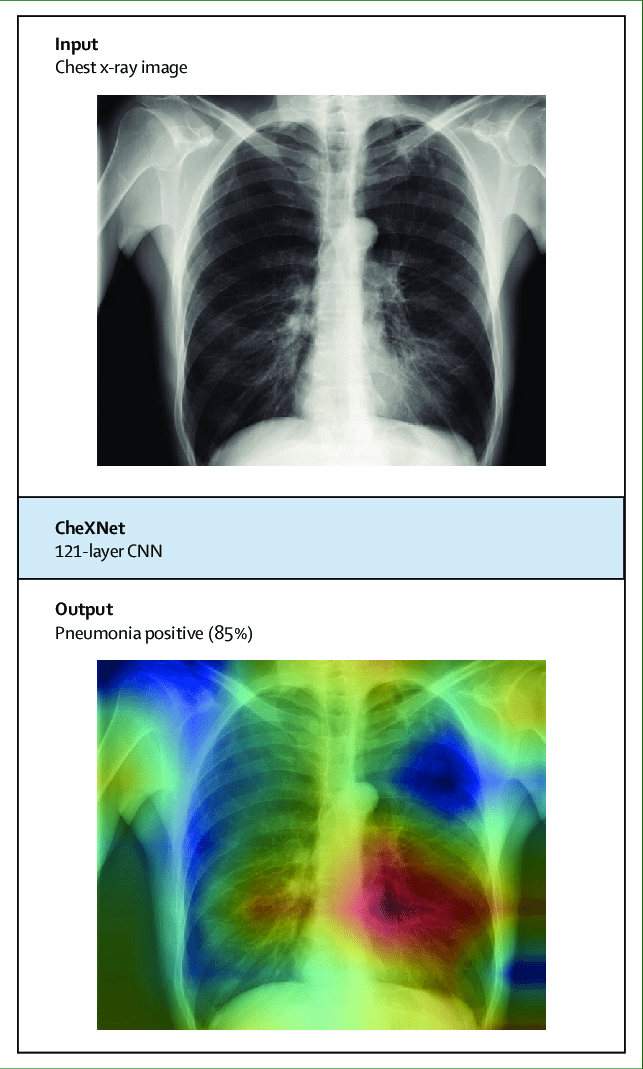 Input
Chest x-ray image
CheXNet
121-layer CNN
Output
Pneumonia positive (85%)